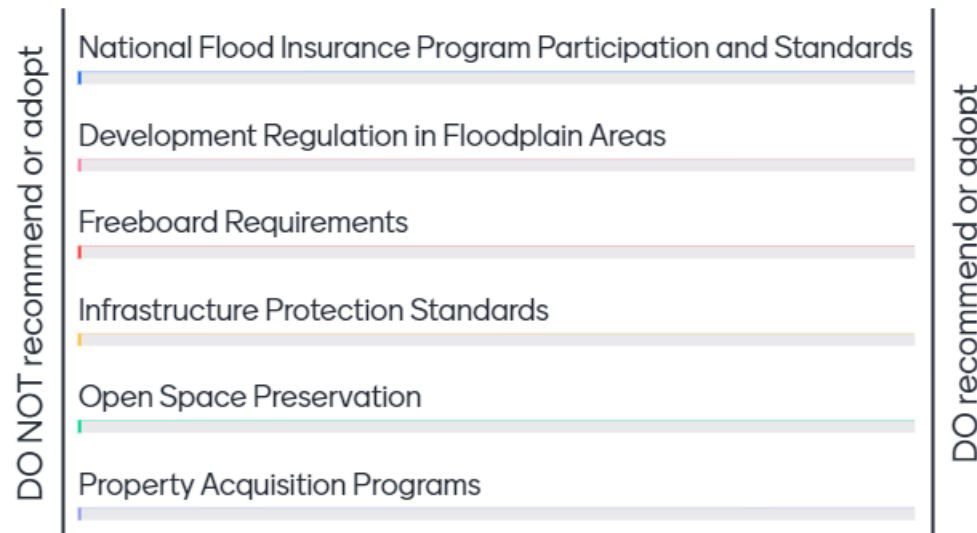 DO NOT recommend or adopt
National Flood Insurance Program Participation and Standards
Development Regulation in Floodplain Areas
Freeboard Requirements
Infrastructure Protection Standards
Open Space Preservation
Property Acquisition Programs
DO recommend or adopt